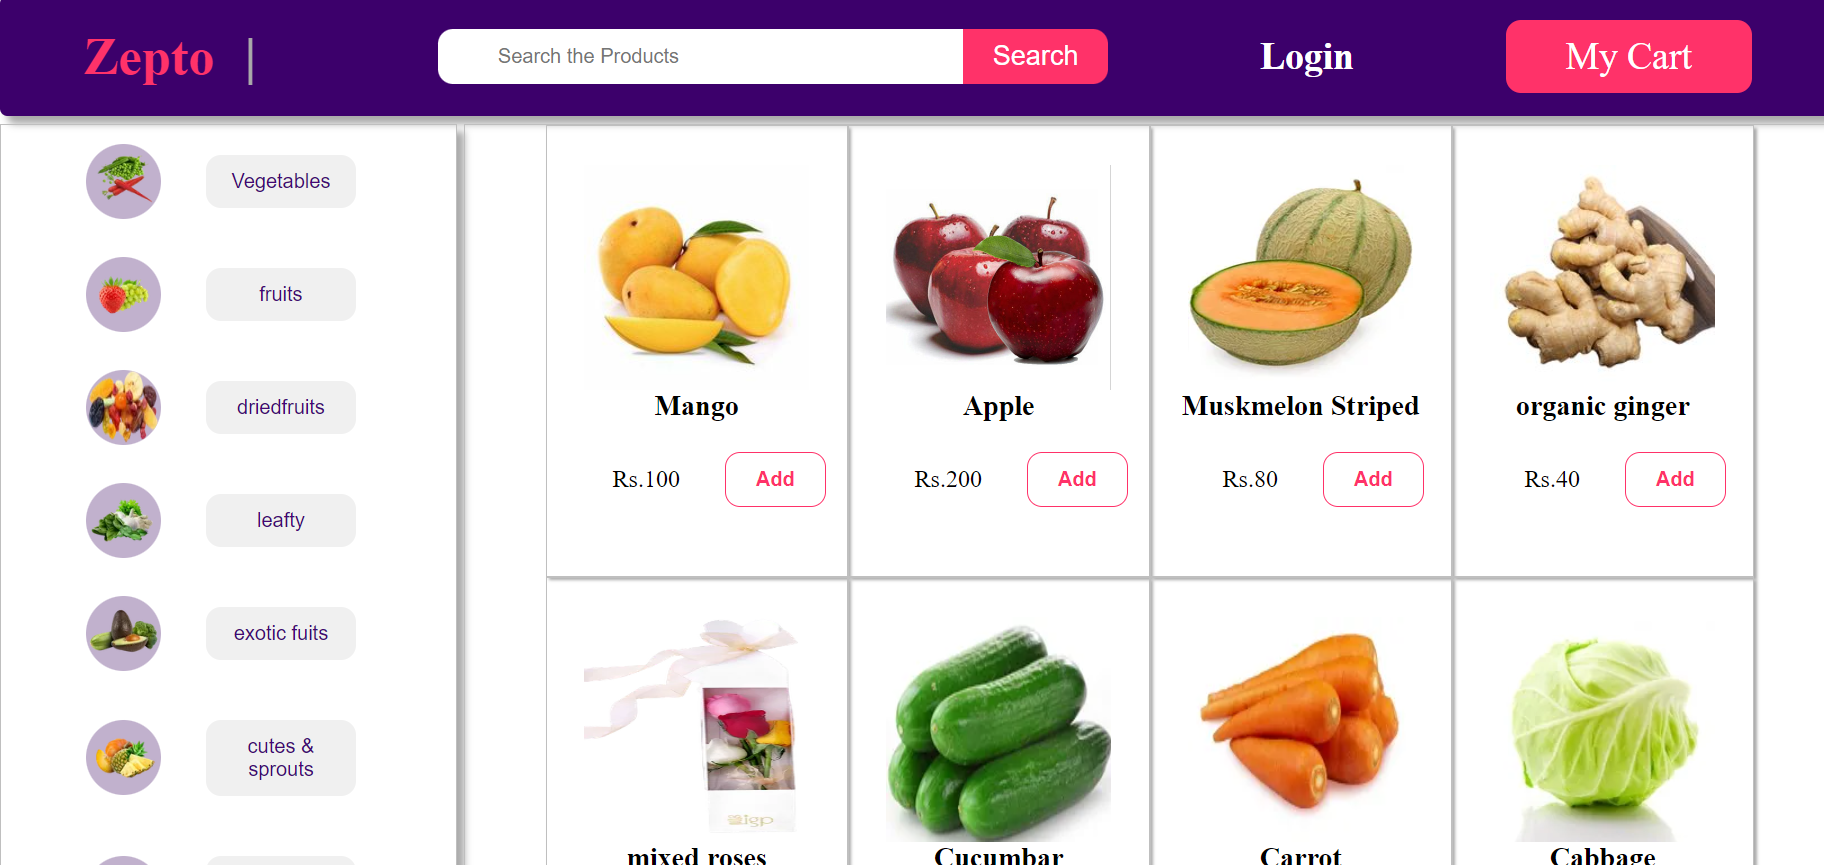 Zepto |
Search the Products
Search
Login
My Cart
Vegetables
fruits
driedfruits
leafty
exotic fuits
cutes &
sprouts
Mango
Rs.100
Add
Apple
Rs.200
Add
Muskmelon Striped
Rs.80
Add
organic ginger
Rs.40
Add
igp
mixed roses
Cucumbar
Carrot
Cabbage